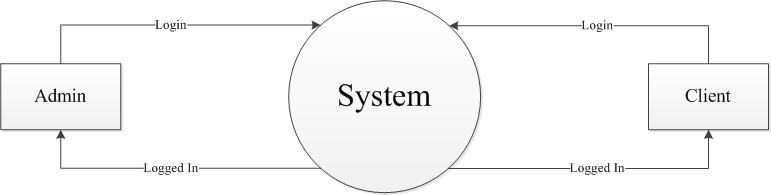 Login
Login
Admin
System
Client
Logged In
Logged In